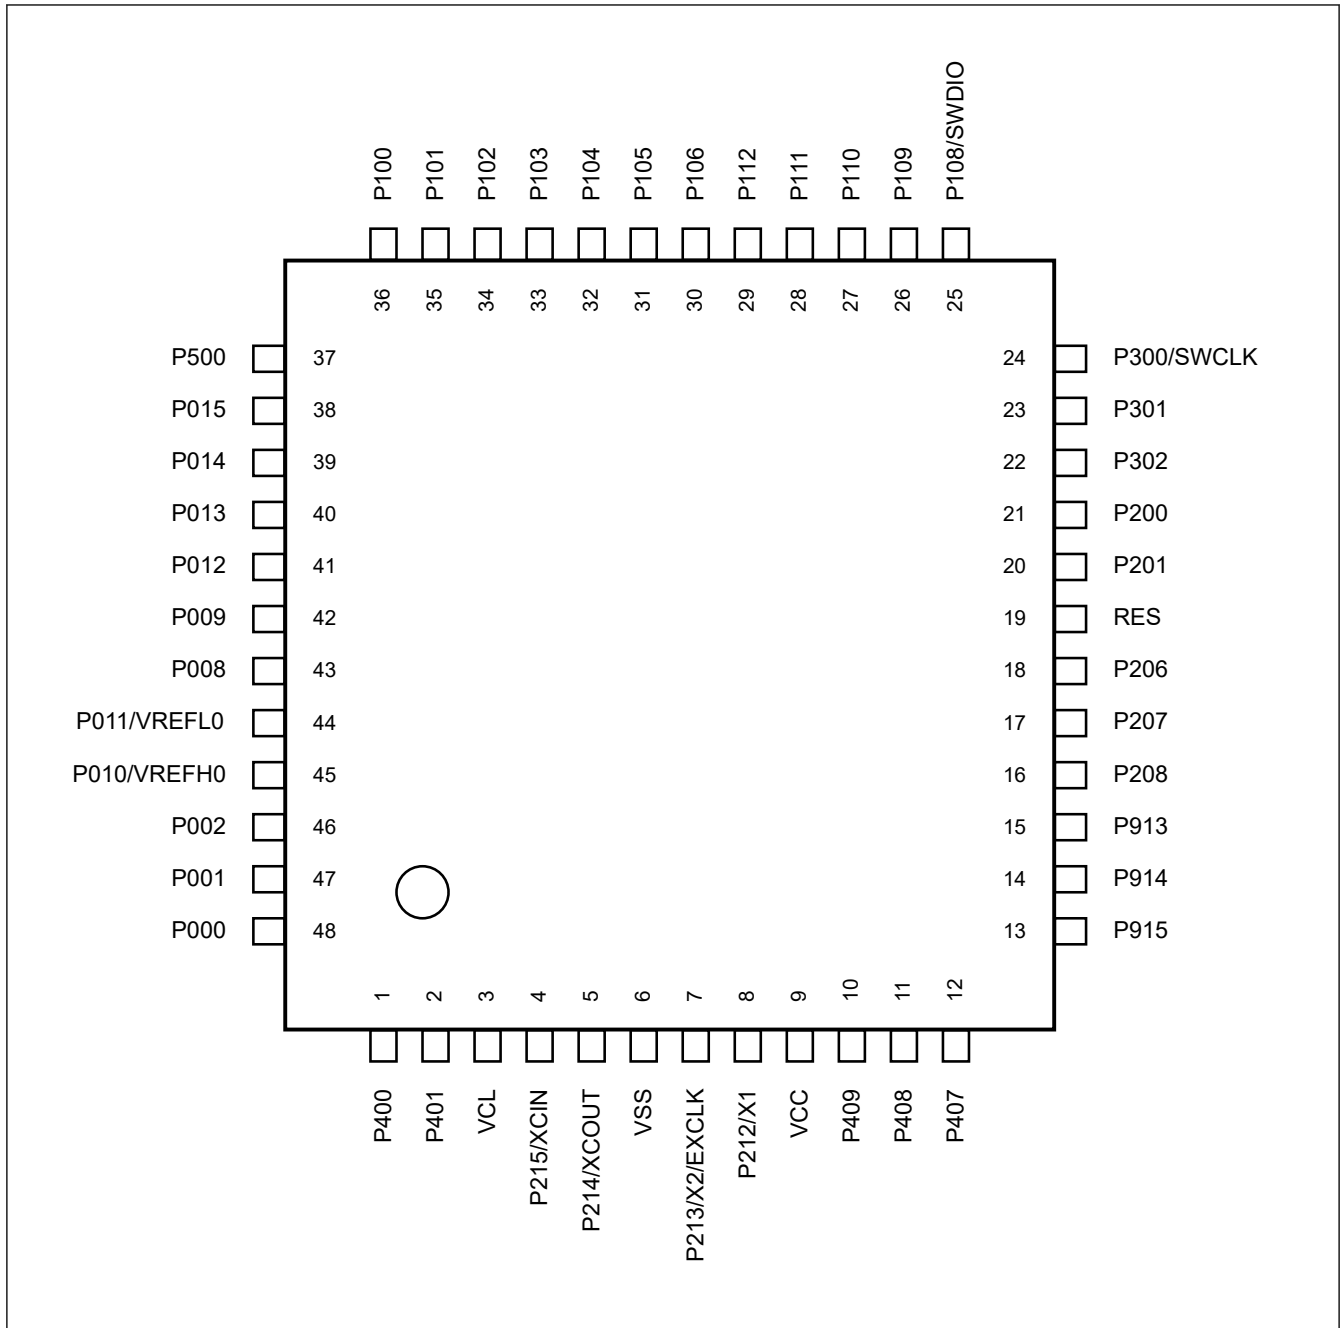 P100 P101 P102 P103 P104 P105 P106 P112 P111 P110 P109 P108/SWDIO
36 35 34 33 32 31 30 29 28 27 26 25
P500 37 24 P300/SWCLK
P015 38 23 P301
P014 39 22 P302
P013 40 21 P200
P012 41 20 P201
P009 42 19 RES
P008 43 18 P206
P011/VREFL0 44 17 P207
P010/VREFH0 45 16 P208
P002 46 15 P913
P001 47 14 P914
P000 48 13 P915
1 2 3 4 5 6 7 8 9 10 11 12
P400 P401 VCL P215/XCIN P214/XCOUT VSS P213/X2/EXCLK P212/X1 VCC P409 P408 P407